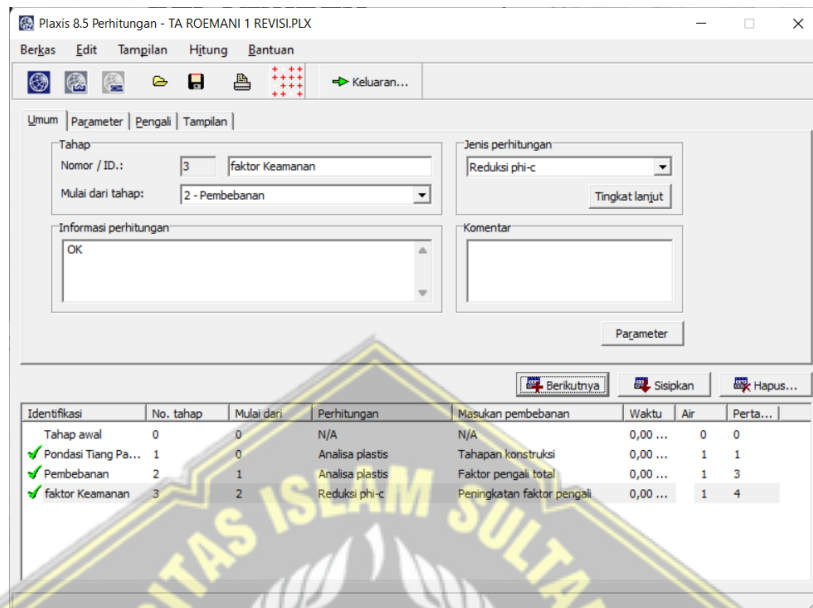 Plaxis 8.5 Perhitungan - TA ROEMANI 1 REVISI.PLX
Berkas Edit Tampilan Hitung Bantuan
Keluaran...
Umum Parameter Pengali Tampilan
Tahap
Nomor / ID.: 3 faktor Keamanan
Mulai dari tahap: 2 - Pembebanan
Jenis perhitungan
Reduksi phi-c
Tingkat lanjut
Informasi perhitungan
OK
Komentar
Parameter
Berikutnya Sisipkan Hapus...
Identifikasi No. tahap Mulai dari Perhitungan Masukan pembebanan Waktu Air Perta...
Tahap awal 0 0 N/A N/A 0,00 ... 0 0
Pondasi Tiang Pa... 1 0 Analisa plastis Tahapan konstruksi 0,00 ... 1 1
Pembebanan 2 1 Analisa plastis Faktor pengali total 0,00 ... 1 3
faktor Keamanan 3 2 Reduksi phi-c Peningkatan faktor pengali 0,00 ... 1 4
ITAS ISLAM SULTA